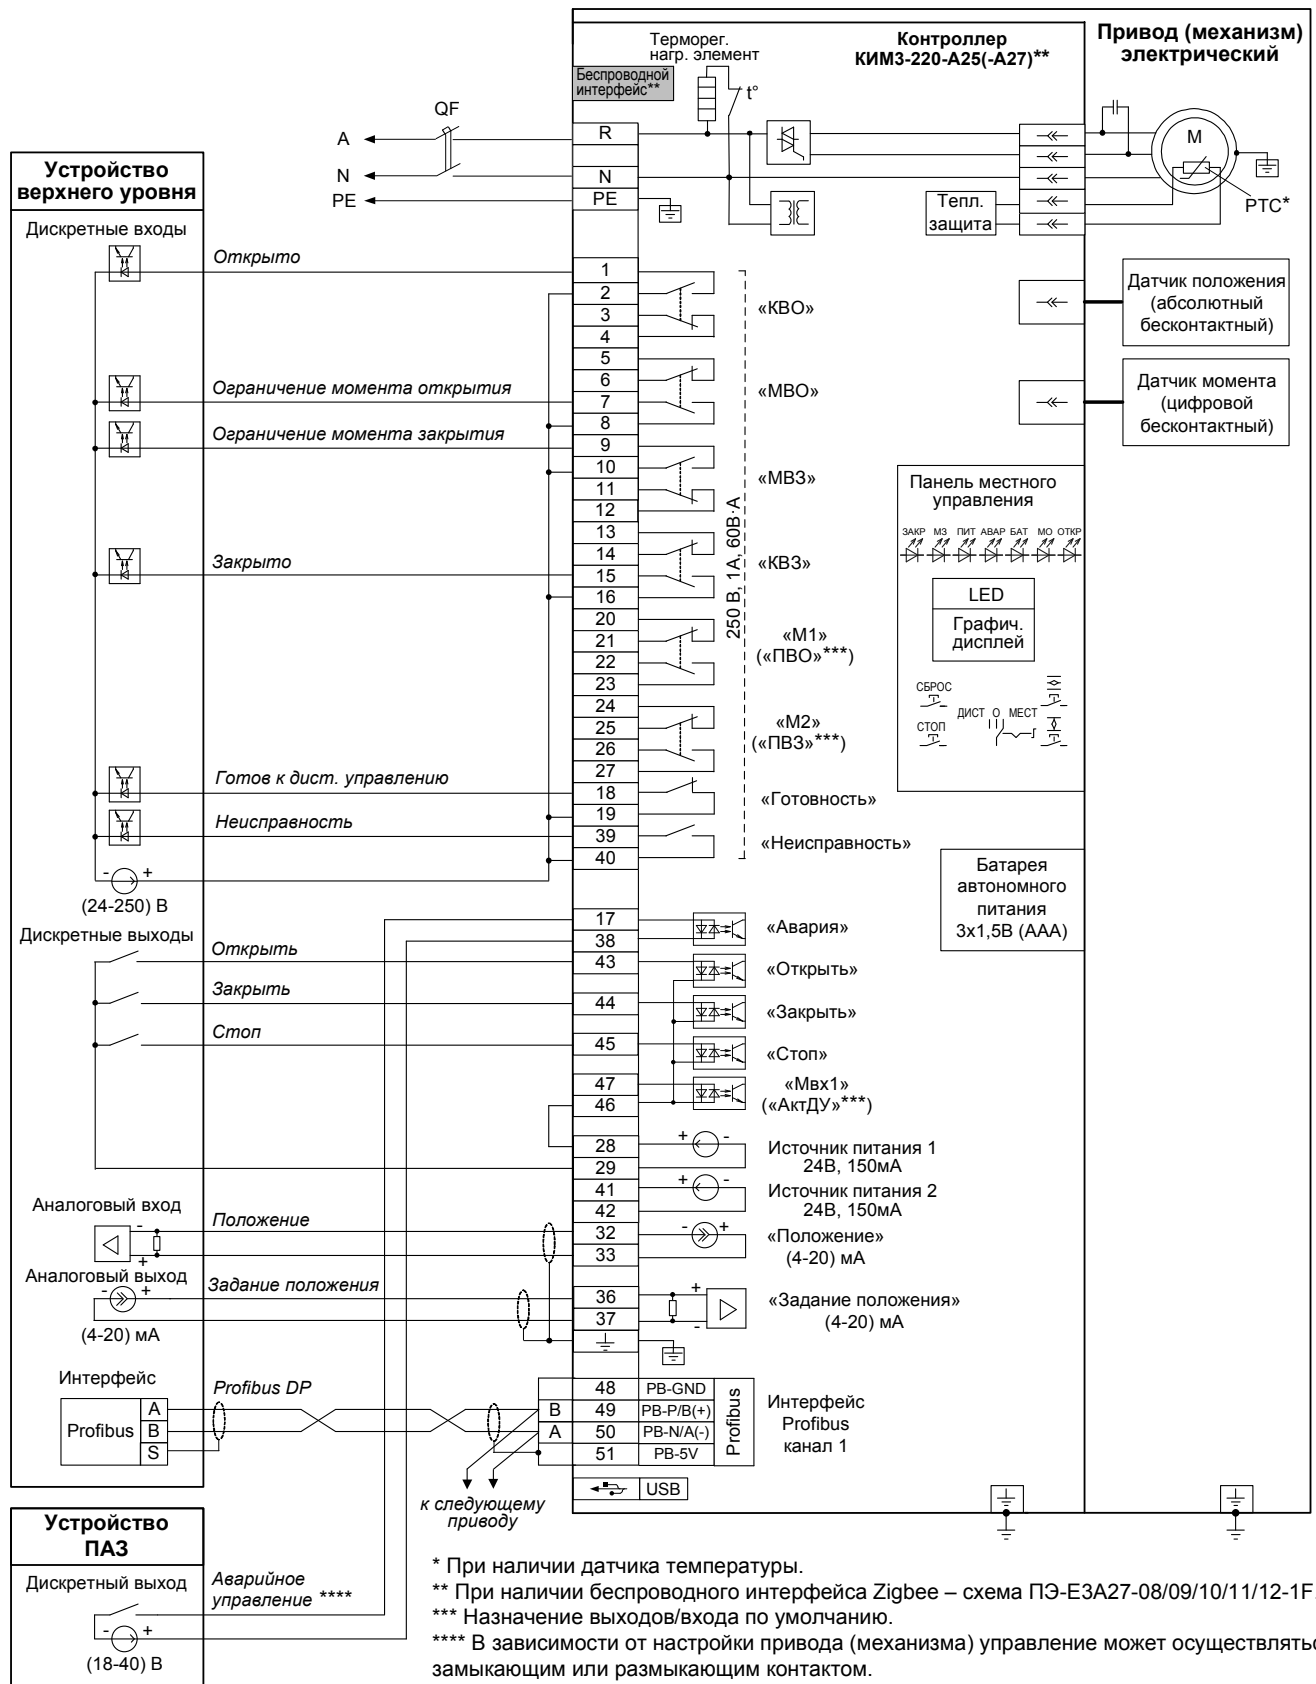 Привод (механизм)
электрический
Контроллер
КИМ3-220-А25(-А27)**
Терморег.
нагр. элемент
Беспроводной
интерфейс**
t°
QF
A
N
PE
R
N
PE
M
PTC*
Тепл.
защита
Устройство
верхнего уровня
Дискретные входы
Открыто
Ограничение момента открытия
Ограничение момента закрытия
Закрыто
Готов к дист. управлению
Неисправность
- +
(24-250) В
1
2
3
4
5
6
7
8
9
10
11
12
13
14
15
16
20
21
22
23
24
25
26
27
18
19
39
40
«КВО»
«МВО»
«МВЗ»
«КВЗ»
«М1»
(«ПВО»***)
«М2»
(«ПВЗ»***)
«Готовность»
«Неисправность»
250 В, 1А, 60В·А
Датчик положения
(абсолютный
бесконтактный)
Датчик момента
(цифровой
бесконтактный)
Панель местного
управления
ЗАКР МЗ ПИТ АВАР БАТ МО ОТКР
LED
Графич.
дисплей
СБРОС
СТОП
ДИСТ О МЕСТ
Батарея
автономного
питания
3х1,5В (ААА)
Дискретные выходы
Открыть
Закрыть
Стоп
17
38
43
44
45
47
46
28
29
41
42
32
33
36
37
«Авария»
«Открыть»
«Закрыть»
«Стоп»
«Мвх1»
(«АктДУ»***)
+ -
Источник питания 1
24В, 150мА
+ -
Источник питания 2
24В, 150мА
- +
«Положение»
(4-20) мА
+
-
«Задание положения»
(4-20) мА
Аналоговый вход
-
+
Положение
Аналоговый выход
- +
Задание положения
(4-20) мА
Интерфейс
Profibus
A
B
S
Profibus DP
B
A
48 PB-GND
49 PB-P/B(+)
50 PB-N/A(-)
51 PB-5V
Profibus
Интерфейс
Profibus
канал 1
USB
к следующему
приводу
Устройство
ПАЗ
Дискретный выход
Аварийное
управление ****
- +
(18-40) В
* При наличии датчика температуры.
** При наличии беспроводного интерфейса Zigbee – схема ПЭ-Е3А27-08/09/10/11/12-1F
*** Назначение выходов/входа по умолчанию.
**** В зависимости от настройки привода (механизма) управление может осуществлятьс
замыкающим или размыкающим контактом.